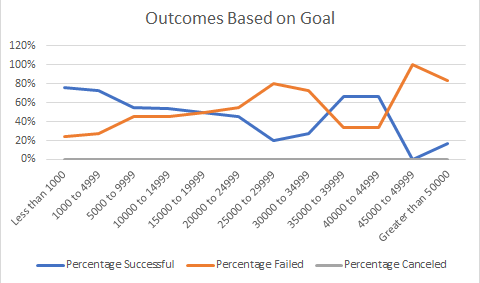 Outcomes Based on Goal
120%
100%
80%
60%
40%
20%
0%
Less than 1000
1000 to 4999
5000 to 9999
10000 to 14999
15000 to 19999
20000 to 24999
25000 to 29999
30000 to 34999
35000 to 39999
40000 to 44999
45000 to 49999
Greater than 50000
Percentage Successful Percentage Failed Percentage Canceled